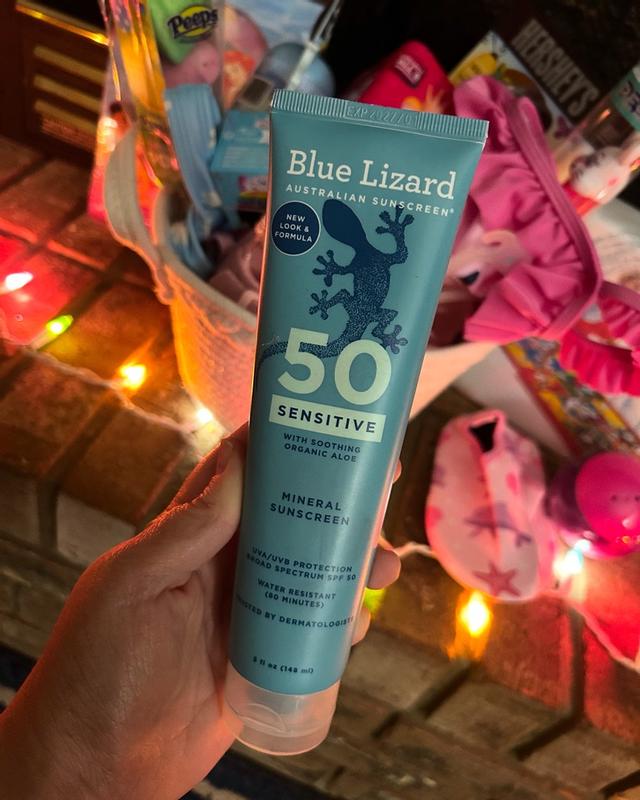 Peeps
HERSHEY'S
Blue Lizard
AUSTRALIAN SUNSCREEN®
NEW
LOOK &
FORMULA
50
SENSITIVE
WITH SOOTHING
ORGANIC ALOE
MINERAL
SUNSCREEN
UVA/UVB PROTECTION
BROAD SPECTRUM SPF 50
WATER RESISTANT
(80 MINUTES)
TRUSTED BY DERMATOLOGISTS
5 fl oz (148 ml)